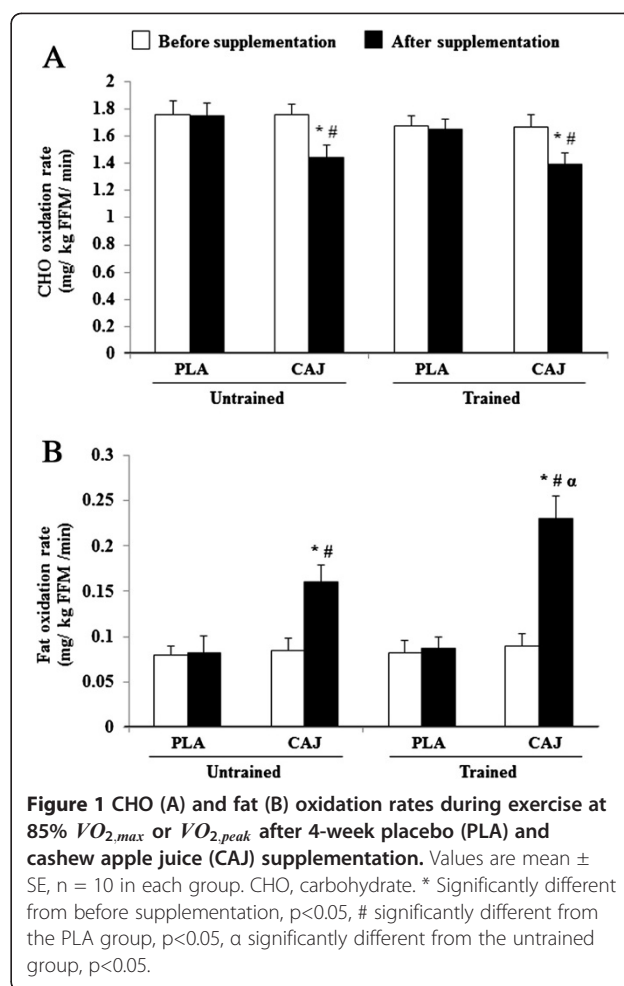 Before supplementation After supplementation
A
CHO oxidation rate
(mg/ kg FFM/ min)
2
1.8
1.6
1.4
1.2
1
0.8
0.6
0.4
0.2
0
* #
* #
PLA CAJ PLA CAJ
Untrained Trained
B
Fat oxidation rate
(mg/ kg FFM /min)
0.3
0.25
0.2
0.15
0.1
0.05
0
* #
* # α
PLA CAJ PLA CAJ
Untrained Trained
Figure 1 CHO (A) and fat (B) oxidation rates during exercise at
85% VO2,max or VO2,peak after 4-week placebo (PLA) and
cashew apple juice (CAJ) supplementation. Values are mean ±
SE, n = 10 in each group. CHO, carbohydrate. * Significantly different
from before supplementation, p<0.05, # significantly different from
the PLA group, p<0.05, α significantly different from the untrained
group, p<0.05.